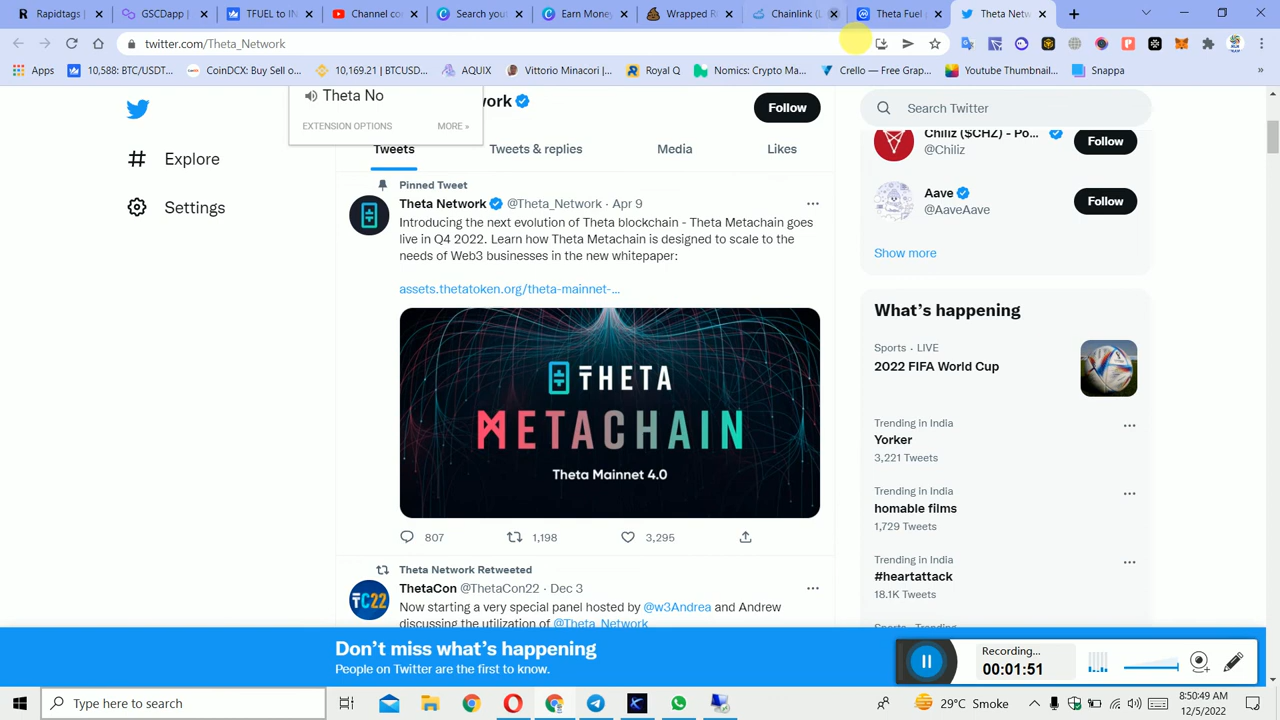 Rapidos
GSCDaps
TFUEL to
Current
Earn Money
Packages
Chainlink (L
Theta Netw
twitter.com/Theta_Network
Apps
10,588: BTC/USDT...
CoinDCX Buy sell o...
10,169.21 | BTCUSD...
AQUIX
Vittorio Minacori |...
Royal Q
Nomics: Crypto Ma...
Crello — Free Grap...
Youtube Thumbnail...
Snappa
»
Theta No
EXTENSION OPTIONS MORE »
work
Follow
Tweets
Tweets & replies
Media
Likes
Explore
Settings
Pinned Tweet
Theta Network @Theta_Network · Apr 9
Introducing the next evolution of Theta blockchain - Theta Metachain goes
live in Q4 2022. Learn how Theta Metachain is designed to scale to the
needs of Web3 businesses in the new whitepaper:
assets.thetatoken.org/theta-mainnet-...
THETA
METACHAIN
Theta Mainnet 4.0
807
1,198
3,295
Theta Network Retweeted
ThetaCon @ThetaCon22 · Dec 3
TC22
Now starting a very special panel hosted by @w3Andrea and Andrew
discussing the utilization of @Theta_Network
Search Twitter
Chiliz ($CHZ) - Po...
@Chiliz
Follow
Aave
@AaveAave
Follow
Show more
What's happening
Sports · LIVE
2022 FIFA World Cup
Trending in India
Yorker
3,221 Tweets
Trending in India
homable films
1,729 Tweets
Trending in India
#heartattack
18.1K Tweets
Sports · Trending
Don't miss what's happening
People on Twitter are the first to know.
Recording...
00:01:51
Type here to search
29°C Smoke
8:50:49 AM
12/5/2022